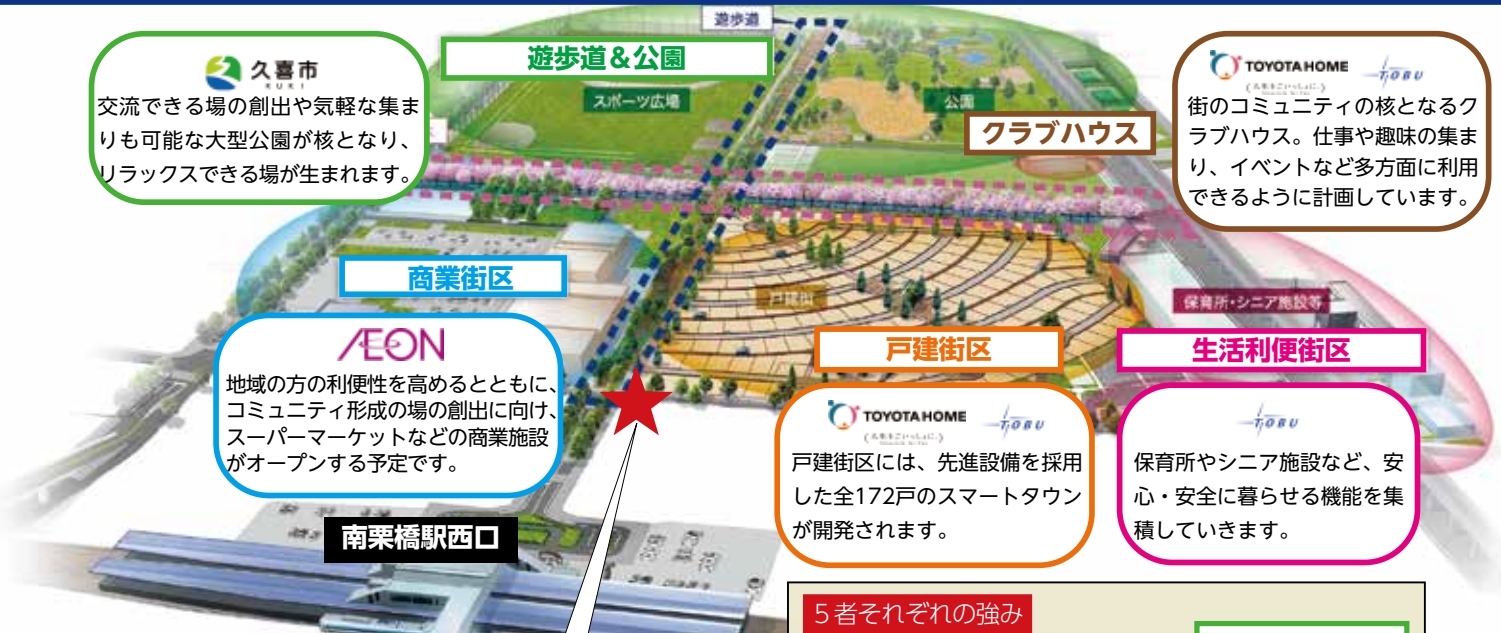 遊歩道
久喜市
KUKI
交流できる場の創出や気軽な集ま
りも可能な大型公園が核となり、
リラックスできる場が生まれます。
遊歩道＆公園
スポーツ広場
公園
クラブハウス
TOYOTA HOME
TOBU
街のコミュニティの核となるク
ラブハウス。仕事や趣味の集ま
り、イベントなど多方面に利用
できるように計画しています。
商業街区
ÆON
地域の方の利便性を高めるとともに、
コミュニティ形成の場の創出に向け、
スーパーマーケットなどの商業施設
がオープンする予定です。
戸建街
保育所・シニア施設等
戸建街区
TOYOTA HOME
TOBU
戸建街区には、先進設備を採用
した全172戸のスマートタウン
が開発されます。
生活利便街区
TOBU
保育所やシニア施設など、安
心・安全に暮らせる機能を集
積していきます。
南栗橋駅西口
５者それぞれの強み